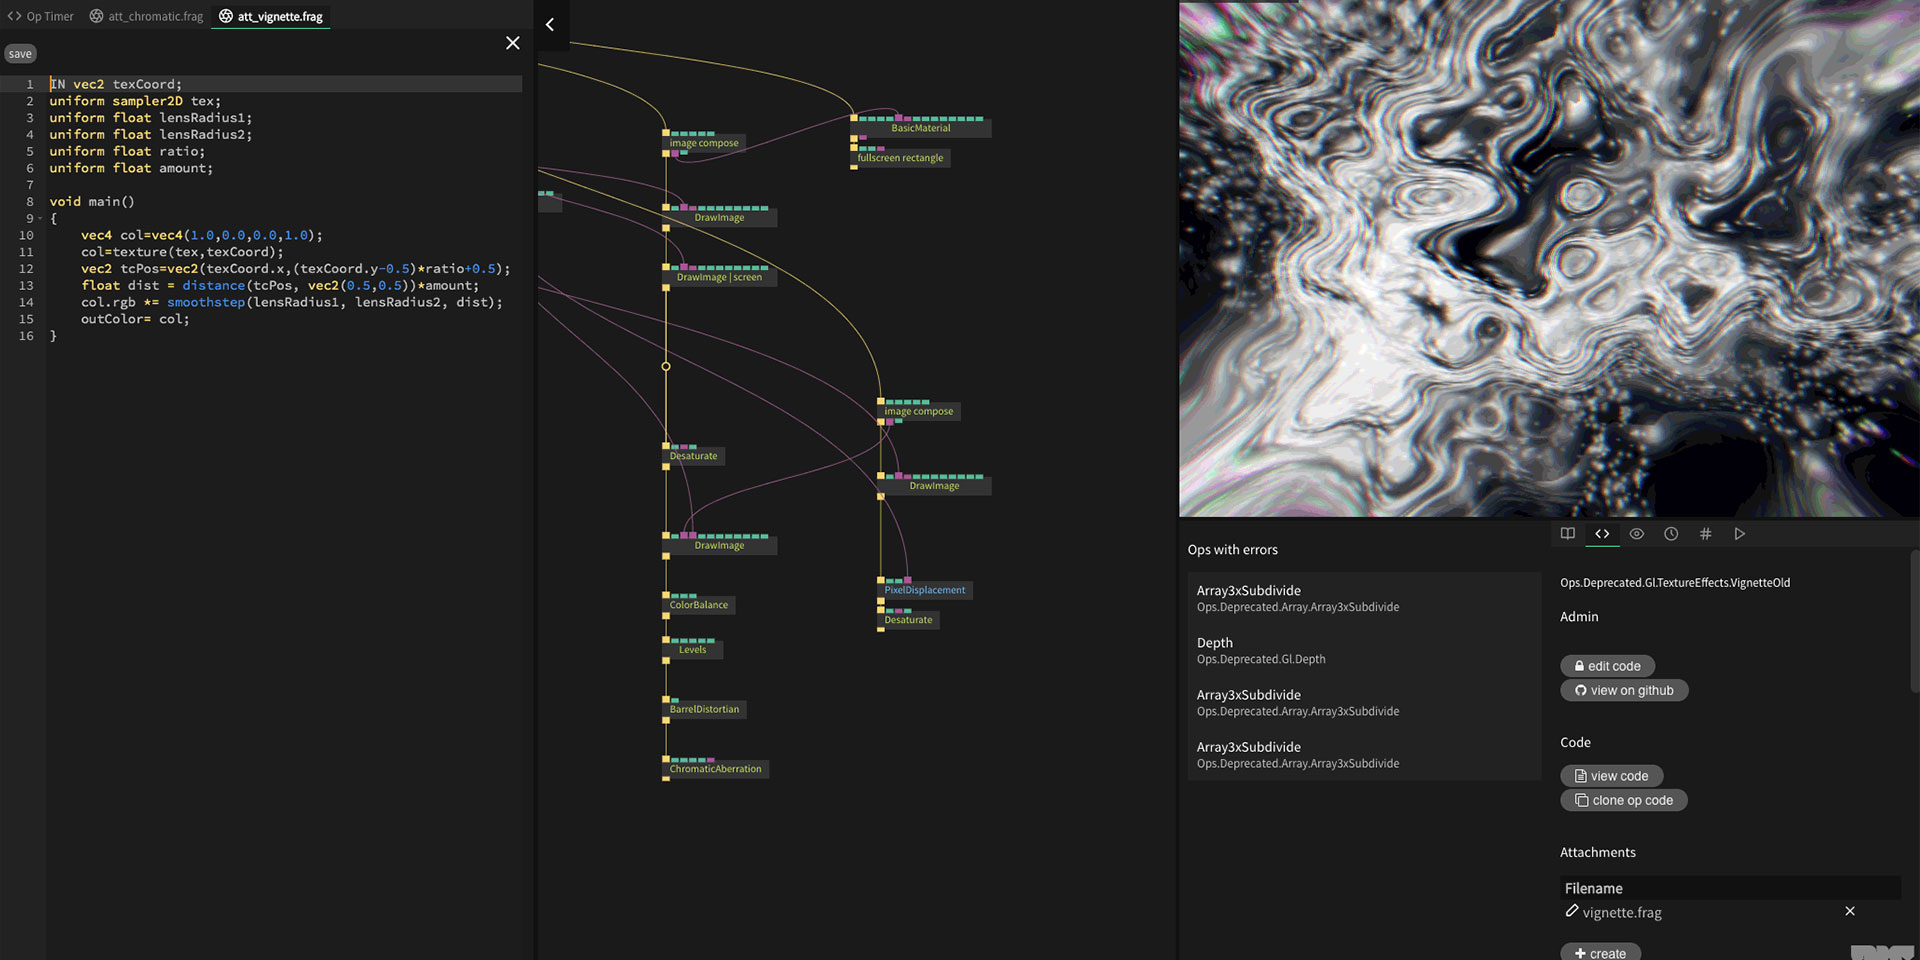 Op Timer
att_chromatic.frag
att_vignette.frag
save
1 IN vec2 texCoord;
2 uniform sampler2D tex;
3 uniform float lensRadius1;
4 uniform float lensRadius2;
5 uniform float ratio;
6 uniform float amount;
7
8 void main()
9 {
10 vec4 col=vec4(1.0,0.0,0.0,1.0);
11 col=texture(tex,texCoord);
12 vec2 tcPos=vec2(texCoord.x,(texCoord.y-0.5)*ratio+0.5);
13 float dist = distance(tcPos, vec2(0.5,0.5))*amount;
14 col.rgb *= smoothstep(lensRadius1, lensRadius2, dist);
15 outColor= col;
16 }
image compose
DrawImage
DrawImage | screen
Desaturate
DrawImage
ColorBalance
Levels
BarrelDistortian
ChromaticAberration
BasicMaterial
fullscreen rectangle
image compose
DrawImage
PixelDisplacement
Desaturate
Ops with errors
Array3xSubdivide
Ops.Deprecated.Array.Array3xSubdivide
Depth
Ops.Deprecated.Gl.Depth
Array3xSubdivide
Ops.Deprecated.Array.Array3xSubdivide
Array3xSubdivide
Ops.Deprecated.Array.Array3xSubdivide
Ops.Deprecated.Gl.TextureEffects.VignetteOld
Admin
edit code
view on github
Code
view code
clone op code
Attachments
Filename
vignette.frag
+ create